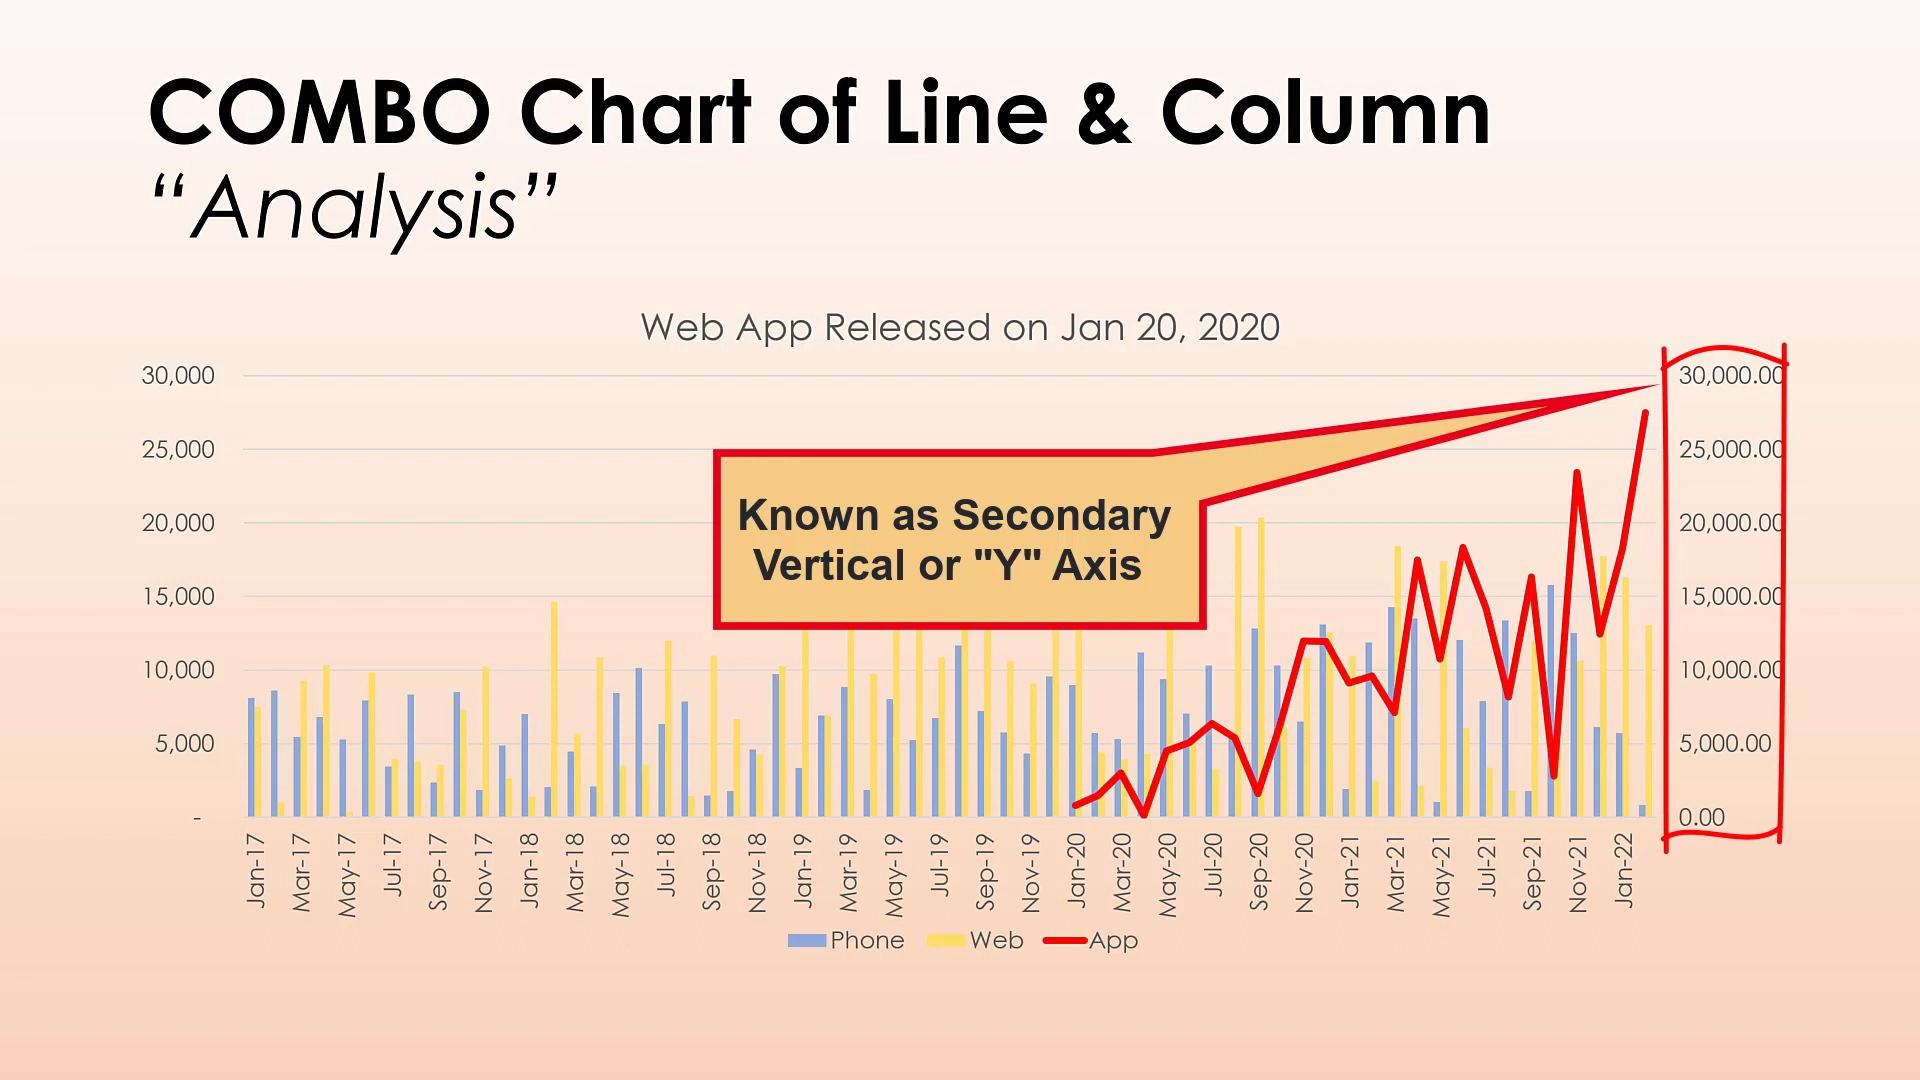 COMBO Chart of Line & Column
“Analysis”
Web App Released on Jan 20, 2020
30,000
25,000
20,000
15,000
10,000
5,000
-
Known as Secondary
Vertical or "Y" Axis
30,000.00
25,000.00
20,000.00
15,000.00
10,000.00
5,000.00
0.00
Jan-17
Mar-17
May-17
Jul-17
Sep-17
Nov-17
Jan-18
Mar-18
May-18
Jul-18
Sep-18
Nov-18
Jan-19
Mar-19
May-19
Jul-19
Sep-19
Nov-19
Jan-20
Mar-20
May-20
Jul-20
Sep-20
Nov-20
Jan-21
Mar-21
May-21
Jul-21
Sep-21
Nov-21
Jan-22
Phone Web App